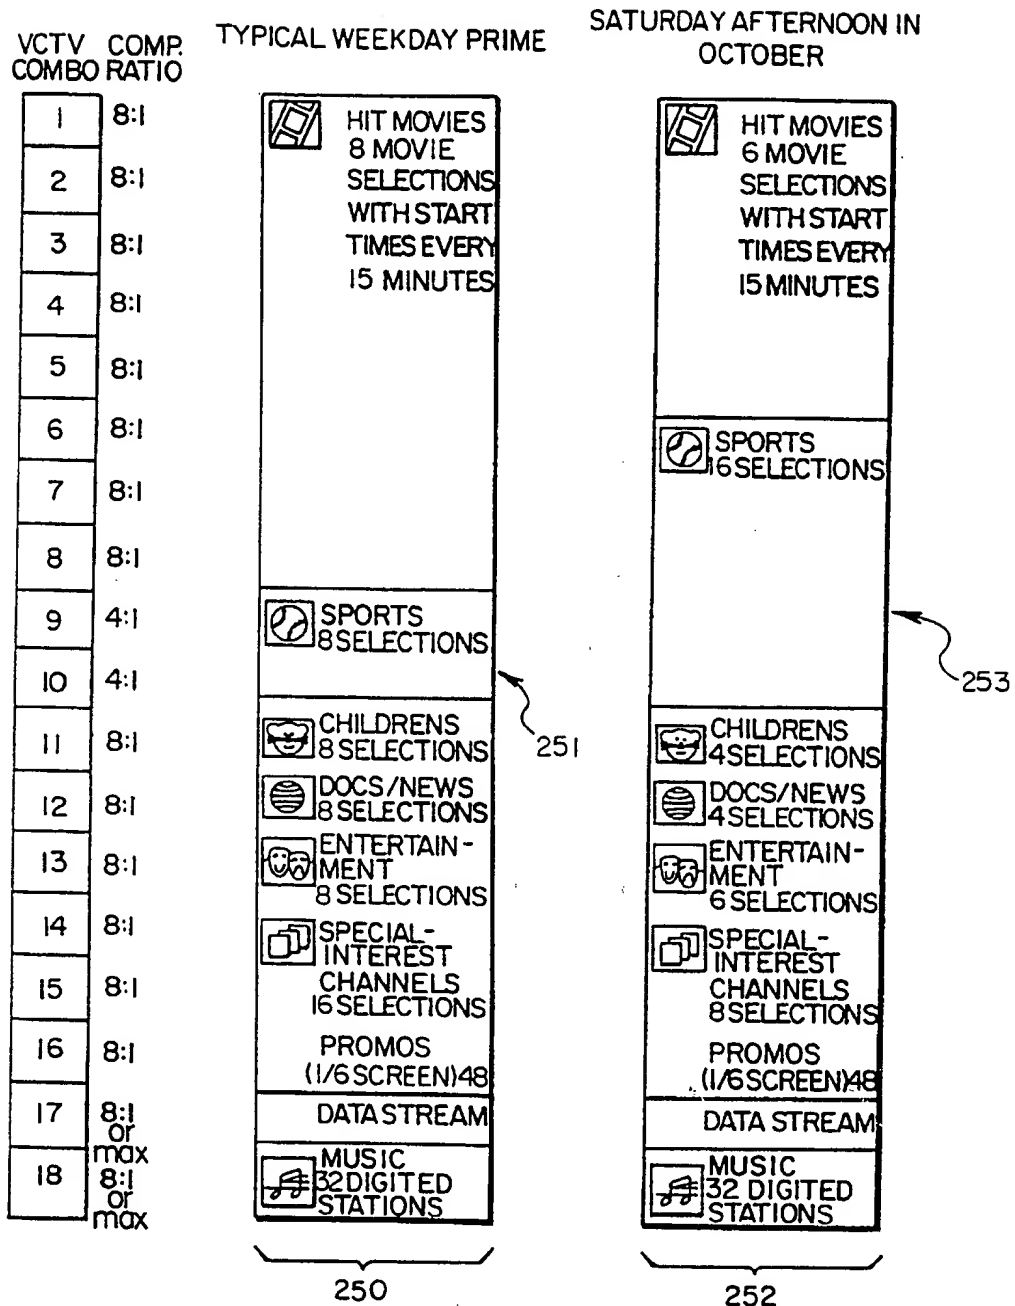 VCTV COMP.
COMBO RATIO
TYPICAL WEEKDAY PRIME
SATURDAY AFTERNOON IN
OCTOBER
1 8:1
2 8:1
3 8:1
4 8:1
5 8:1
6 8:1
7 8:1
8 8:1
9 4:1
10 4:1
11 8:1
12 8:1
13 8:1
14 8:1
15 8:1
16 8:1
17 8:1
or
max
18 8:1
or
max
HIT MOVIES
8 MOVIE
SELECTIONS
WITH START
TIMES EVERY
15 MINUTES
SPORTS
8 SELECTIONS
CHILDRENS
8 SELECTIONS
DOCS/NEWS
8 SELECTIONS
ENTERTAIN-
MENT
8 SELECTIONS
SPECIAL-
INTEREST
CHANNELS
16 SELECTIONS
PROMOS
(1/6 SCREEN) 48
DATA STREAM
MUSIC
32 DIGITED
STATIONS
251
250
HIT MOVIES
6 MOVIE
SELECTIONS
WITH START
TIMES EVERY
15 MINUTES
SPORTS
16 SELECTIONS
CHILDRENS
4 SELECTIONS
DOCS/NEWS
4 SELECTIONS
ENTERTAIN-
MENT
6 SELECTIONS
SPECIAL-
INTEREST
CHANNELS
8 SELECTIONS
PROMOS
(1/6 SCREEN) 48
DATA STREAM
MUSIC
32 DIGITED
STATIONS
253
252